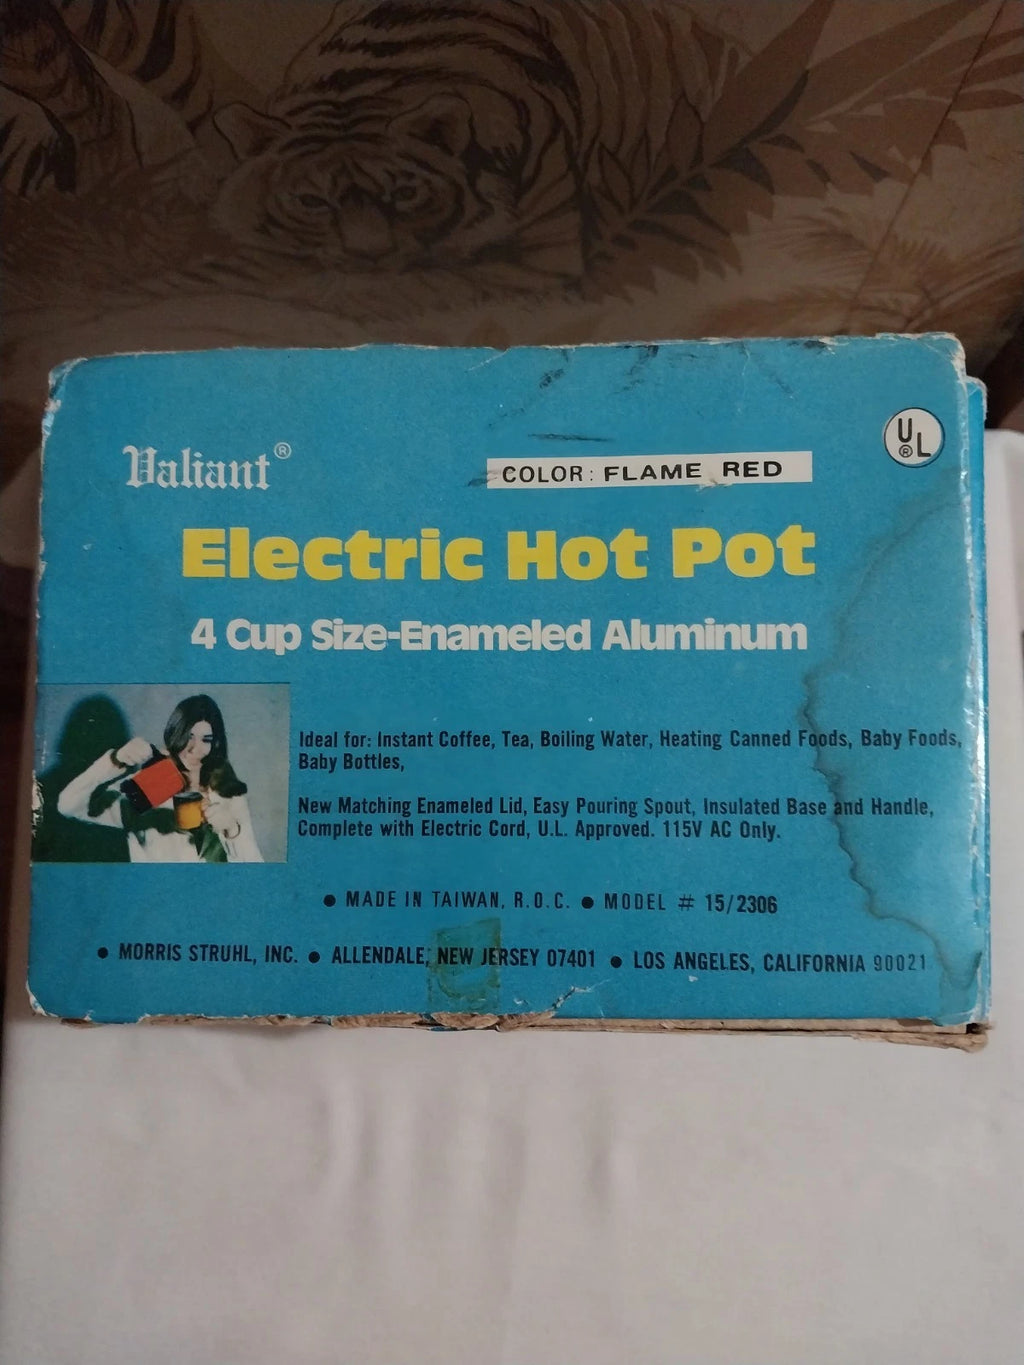 Valiant®
COLOR: FLAME RED
UL®
Electric Hot Pot
4 Cup Size-Enameled Aluminum
Ideal for: Instant Coffee, Tea, Boiling Water, Heating Canned Foods, Baby Foods,
Baby Bottles,
New Matching Enameled Lid, Easy Pouring Spout, Insulated Base and Handle,
Complete with Electric Cord, U.L. Approved. 115V AC Only.
● MADE IN TAIWAN, R.O.C. ● MODEL # 15/2306
● MORRIS STRUHL, INC. ● ALLENDALE, NEW JERSEY 07401 ● LOS ANGELES, CALIFORNIA 90021